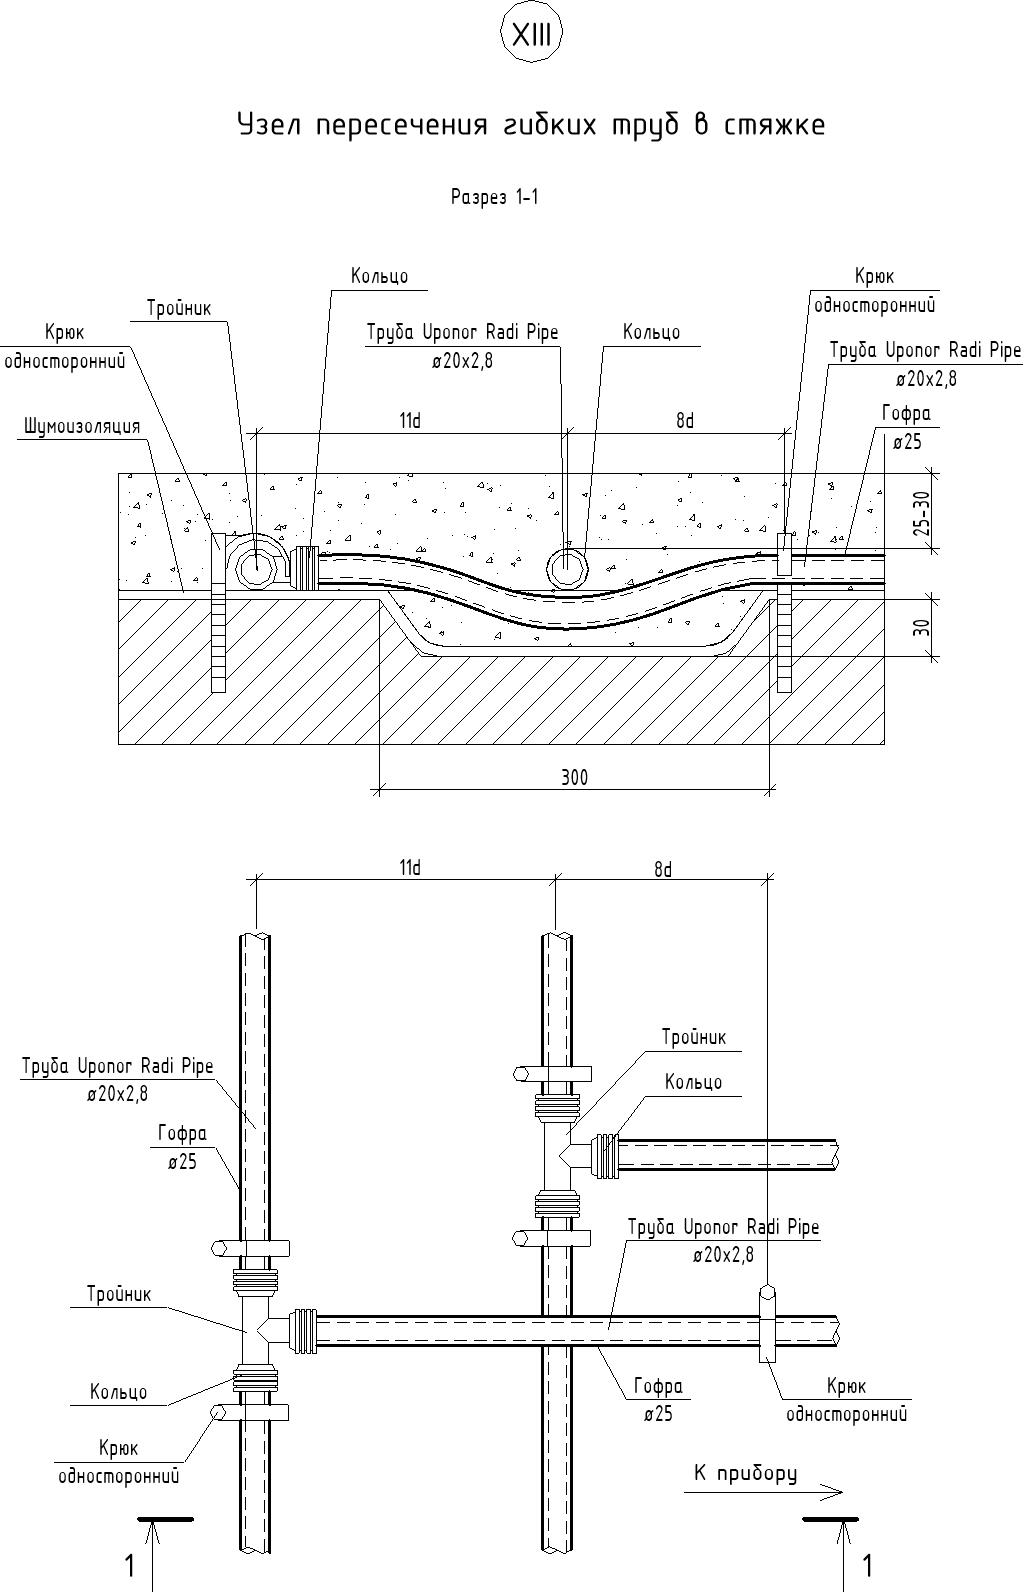 XIII
Узел пересечения гибких труб в стяжке
Разрез 1-1
Кольцо
Крюк
односторонний
Тройник
Крюк
односторонний
Труба Uponor Radi Pipe
ø20x2,8
Кольцо
Труба Uponor Radi Pipe
ø20x2,8
Шумоизоляция
11d
8d
Гофра
ø25
25-30
30
300
11d
8d
Тройник
Кольцо
Труба Uponor Radi Pipe
ø20x2,8
Гофра
ø25
Труба Uponor Radi Pipe
ø20x2,8
Тройник
Кольцо
Гофра
ø25
Крюк
односторонний
Крюк
односторонний
К прибору
1
1